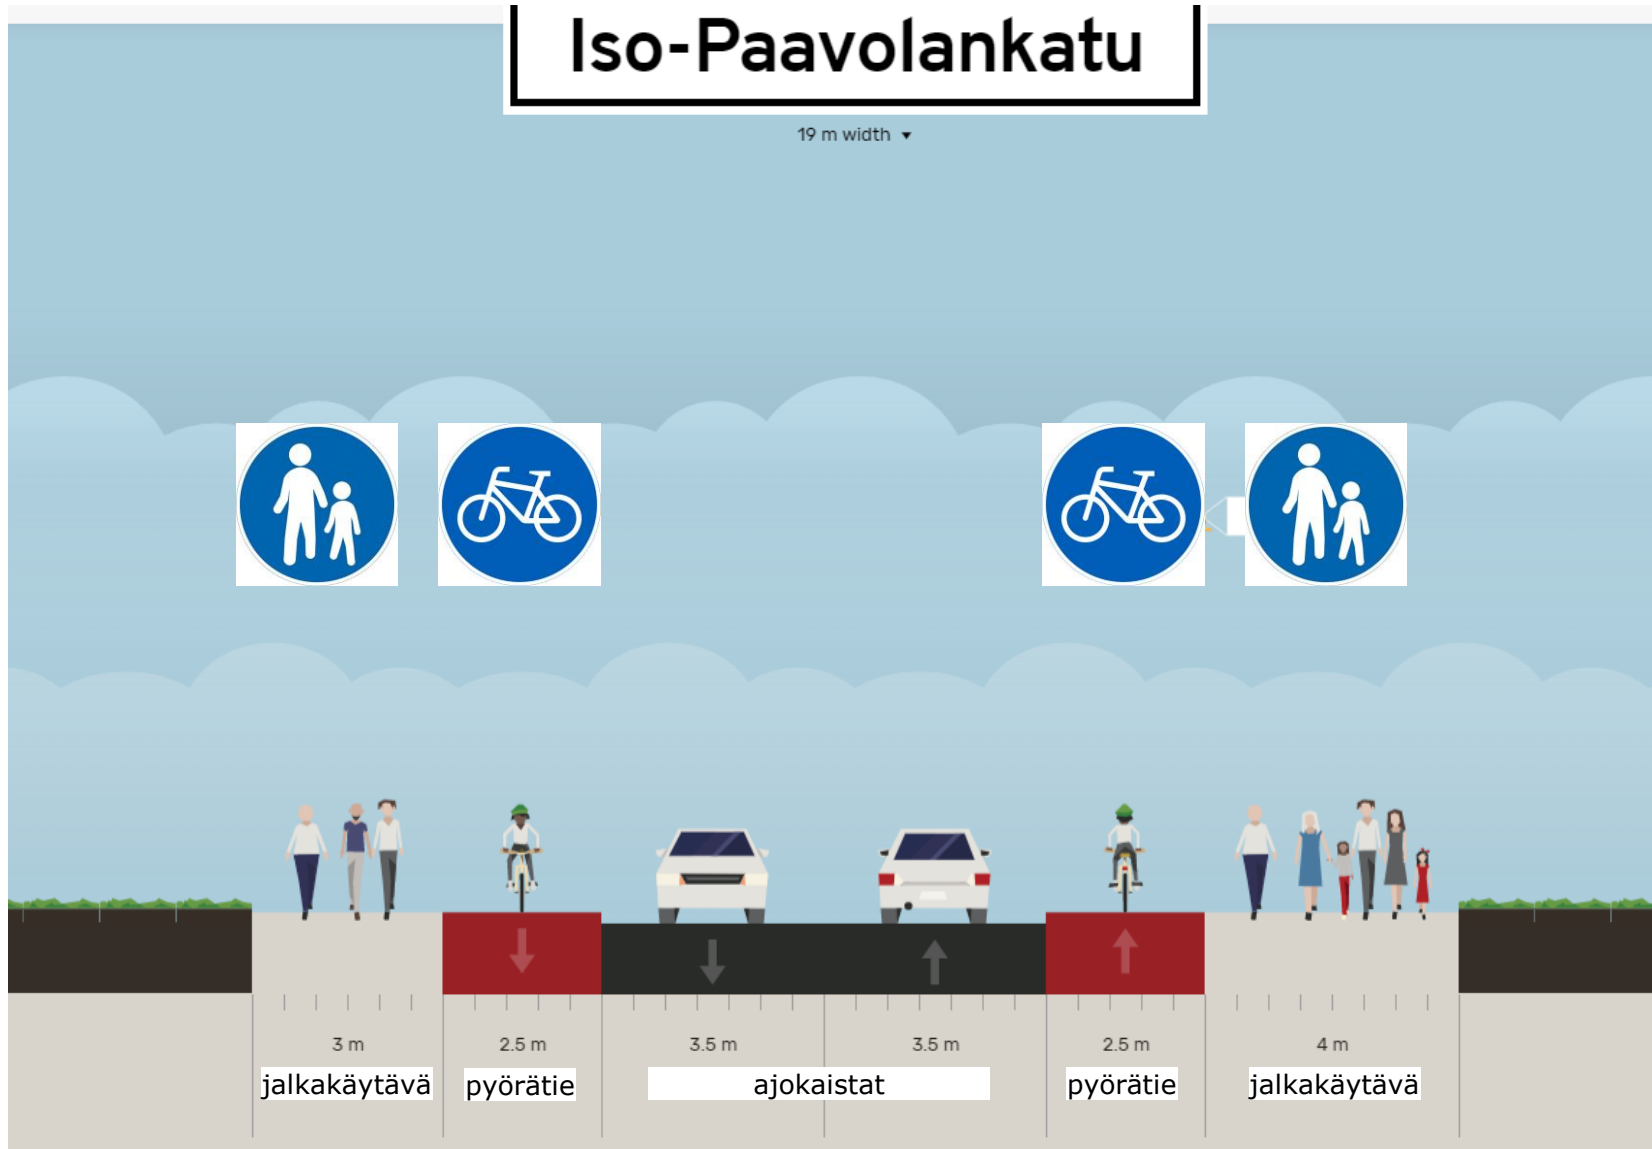 Iso-Paavolankatu
19 m width
3 m
2.5 m
3.5 m
3.5 m
2.5 m
4 m
jalkakäytävä
pyörätie
ajokaistat
pyörätie
jalkakäytävä